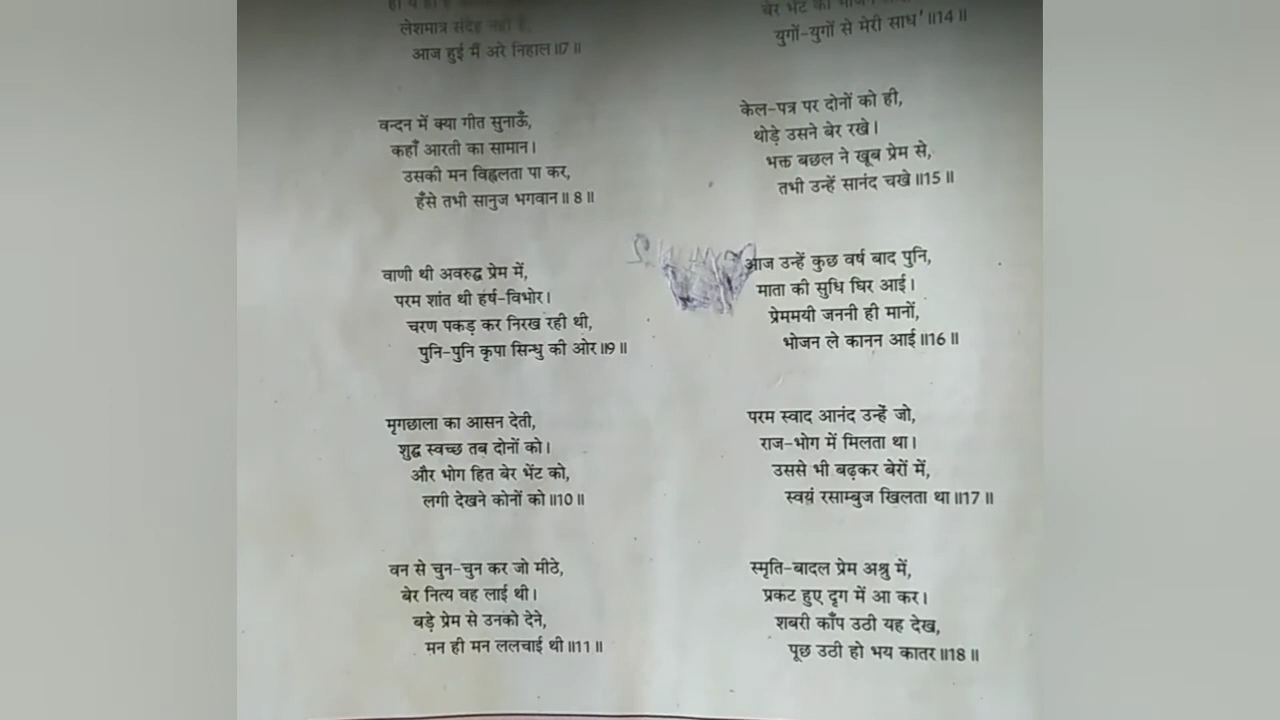 लेशमात्र संदेह नहीं है,
आज हुई मैं अरे निहाल॥7॥
वन्दन में क्या गीत सुनाऊँ,
कहाँ आरती का सामान।
उसकी मन विह्वलता पा कर,
हँसे तभी सानुज भगवान॥8॥
वाणी थी अवरुद्ध प्रेम में,
परम शांत थी हर्ष-विभोर।
चरण पकड़ कर निरख रही थी,
पुनि-पुनि कृपा सिन्धु की ओर॥9॥
मृगछाला का आसन देती,
शुद्ध स्वच्छ तब दोनों को।
और भोग हित बेर भेंट को,
लगी देखने कोनों को॥10॥
वन से चुन-चुन कर जो मीठे,
बेर नित्य वह लाई थी।
बड़े प्रेम से उनको देने,
मन ही मन ललचाई थी॥11॥
बेर भेंट की
युगों-युगों से मेरी साध'॥14॥
केल-पत्र पर दोनों को ही,
थोड़े उसने बेर रखे।
भक्त बछल ने खूब प्रेम से,
तभी उन्हें सानंद चखे॥15॥
आज उन्हें कुछ वर्ष बाद पुनि,
माता की सुधि घिर आई।
प्रेममयी जननी ही मानों,
भोजन ले कानन आई॥16॥
परम स्वाद आनंद उन्हें जो,
राज-भोग में मिलता था।
उससे भी बढ़कर बेरों में,
स्वयं रसाम्बुज खिलता था॥17॥
स्मृति-बादल प्रेम अश्रु में,
प्रकट हुए दृग में आ कर।
शबरी काँप उठी यह देख,
पूछ उठी हो भय कातर॥18॥